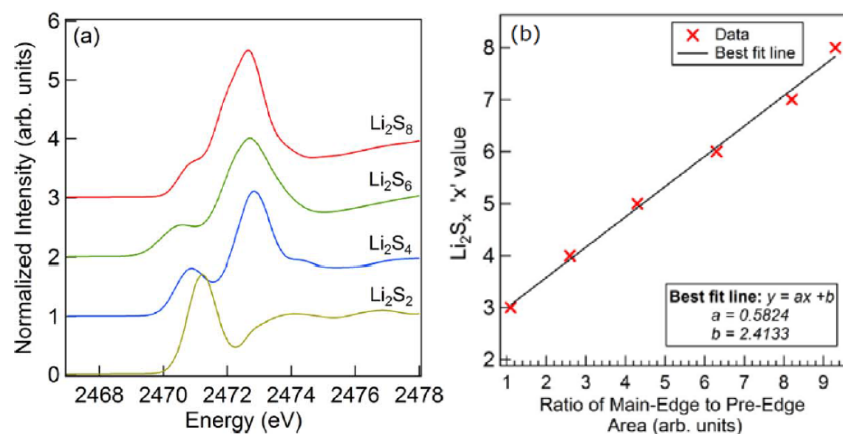 (a)
Normalized Intensity (arb. units)
6
5
4
3
2
1
0
Li₂S₈
Li₂S₆
Li₂S₄
Li₂S₂
2468 2470 2472 2474 2476 2478
Energy (eV)
(b)
Data
Best fit line
Li₂Sₓ 'x' value
8
7
6
5
4
3
2
Best fit line: y = ax +b
a = 0.5824
b = 2.4133
1 2 3 4 5 6 7 8 9
Ratio of Main-Edge to Pre-Edge
Area (arb. units)